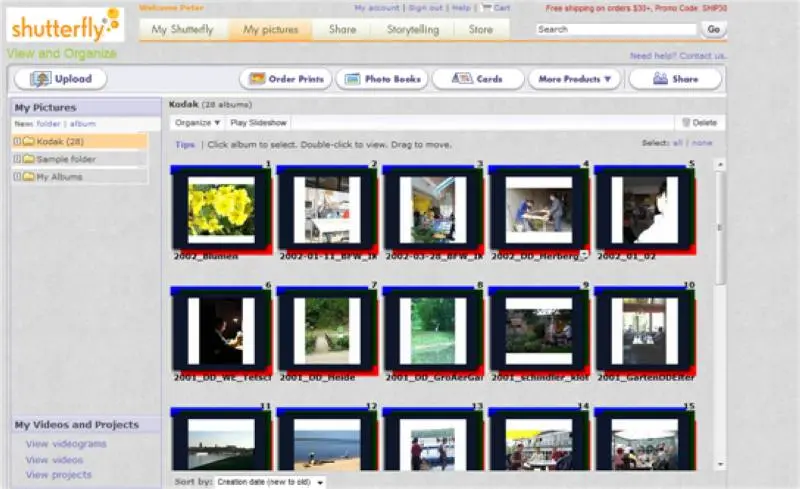 Welcome Peter
My account | Sign out | Help | Cart
Free shipping on orders $30+, Promo Code: SHIP30
shutterfly
My Shutterfly
My pictures
Share
Storytelling
Store
Search
Go
View and Organize
Need help? Contact us.
Upload
Order Prints
Photo Books
Cards
More Products ▼
Share
My Pictures
New: folder | album
Kodak (28)
Sample folder
My Albums
Kodak (28 albums)
Organize ▼
Play Slideshow
Delete
Tips | Click album to select. Double-click to view. Drag to move.
Select: all | none
1 2 3 4 5
2002_Blumen
2002-01-11_BFW_IK
2002-03-28_BFW_IK
2002_DD_Herberg_
2002_01_02
6 7 8 9 10
2001_DD_WE_Tetsch
2001_DD_Heide
2001_DD_GroÄerGar
2001_schindler_klot
2001_GartenDDElter
11 12 13 14 15
My Videos and Projects
View videograms
View videos
View projects
Sort by: Creation date (new to old)